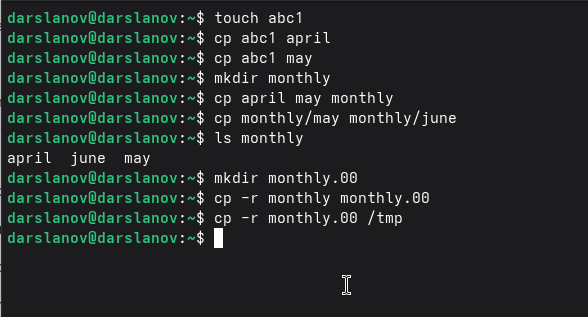 darslanov@darslanov:~$ touch abc1
darslanov@darslanov:~$ cp abc1 april
darslanov@darslanov:~$ cp abc1 may
darslanov@darslanov:~$ mkdir monthly
darslanov@darslanov:~$ cp april may monthly
darslanov@darslanov:~$ cp monthly/may monthly/june
darslanov@darslanov:~$ ls monthly
april  june  may
darslanov@darslanov:~$ mkdir monthly.00
darslanov@darslanov:~$ cp -r monthly monthly.00
darslanov@darslanov:~$ cp -r monthly.00 /tmp
darslanov@darslanov:~$